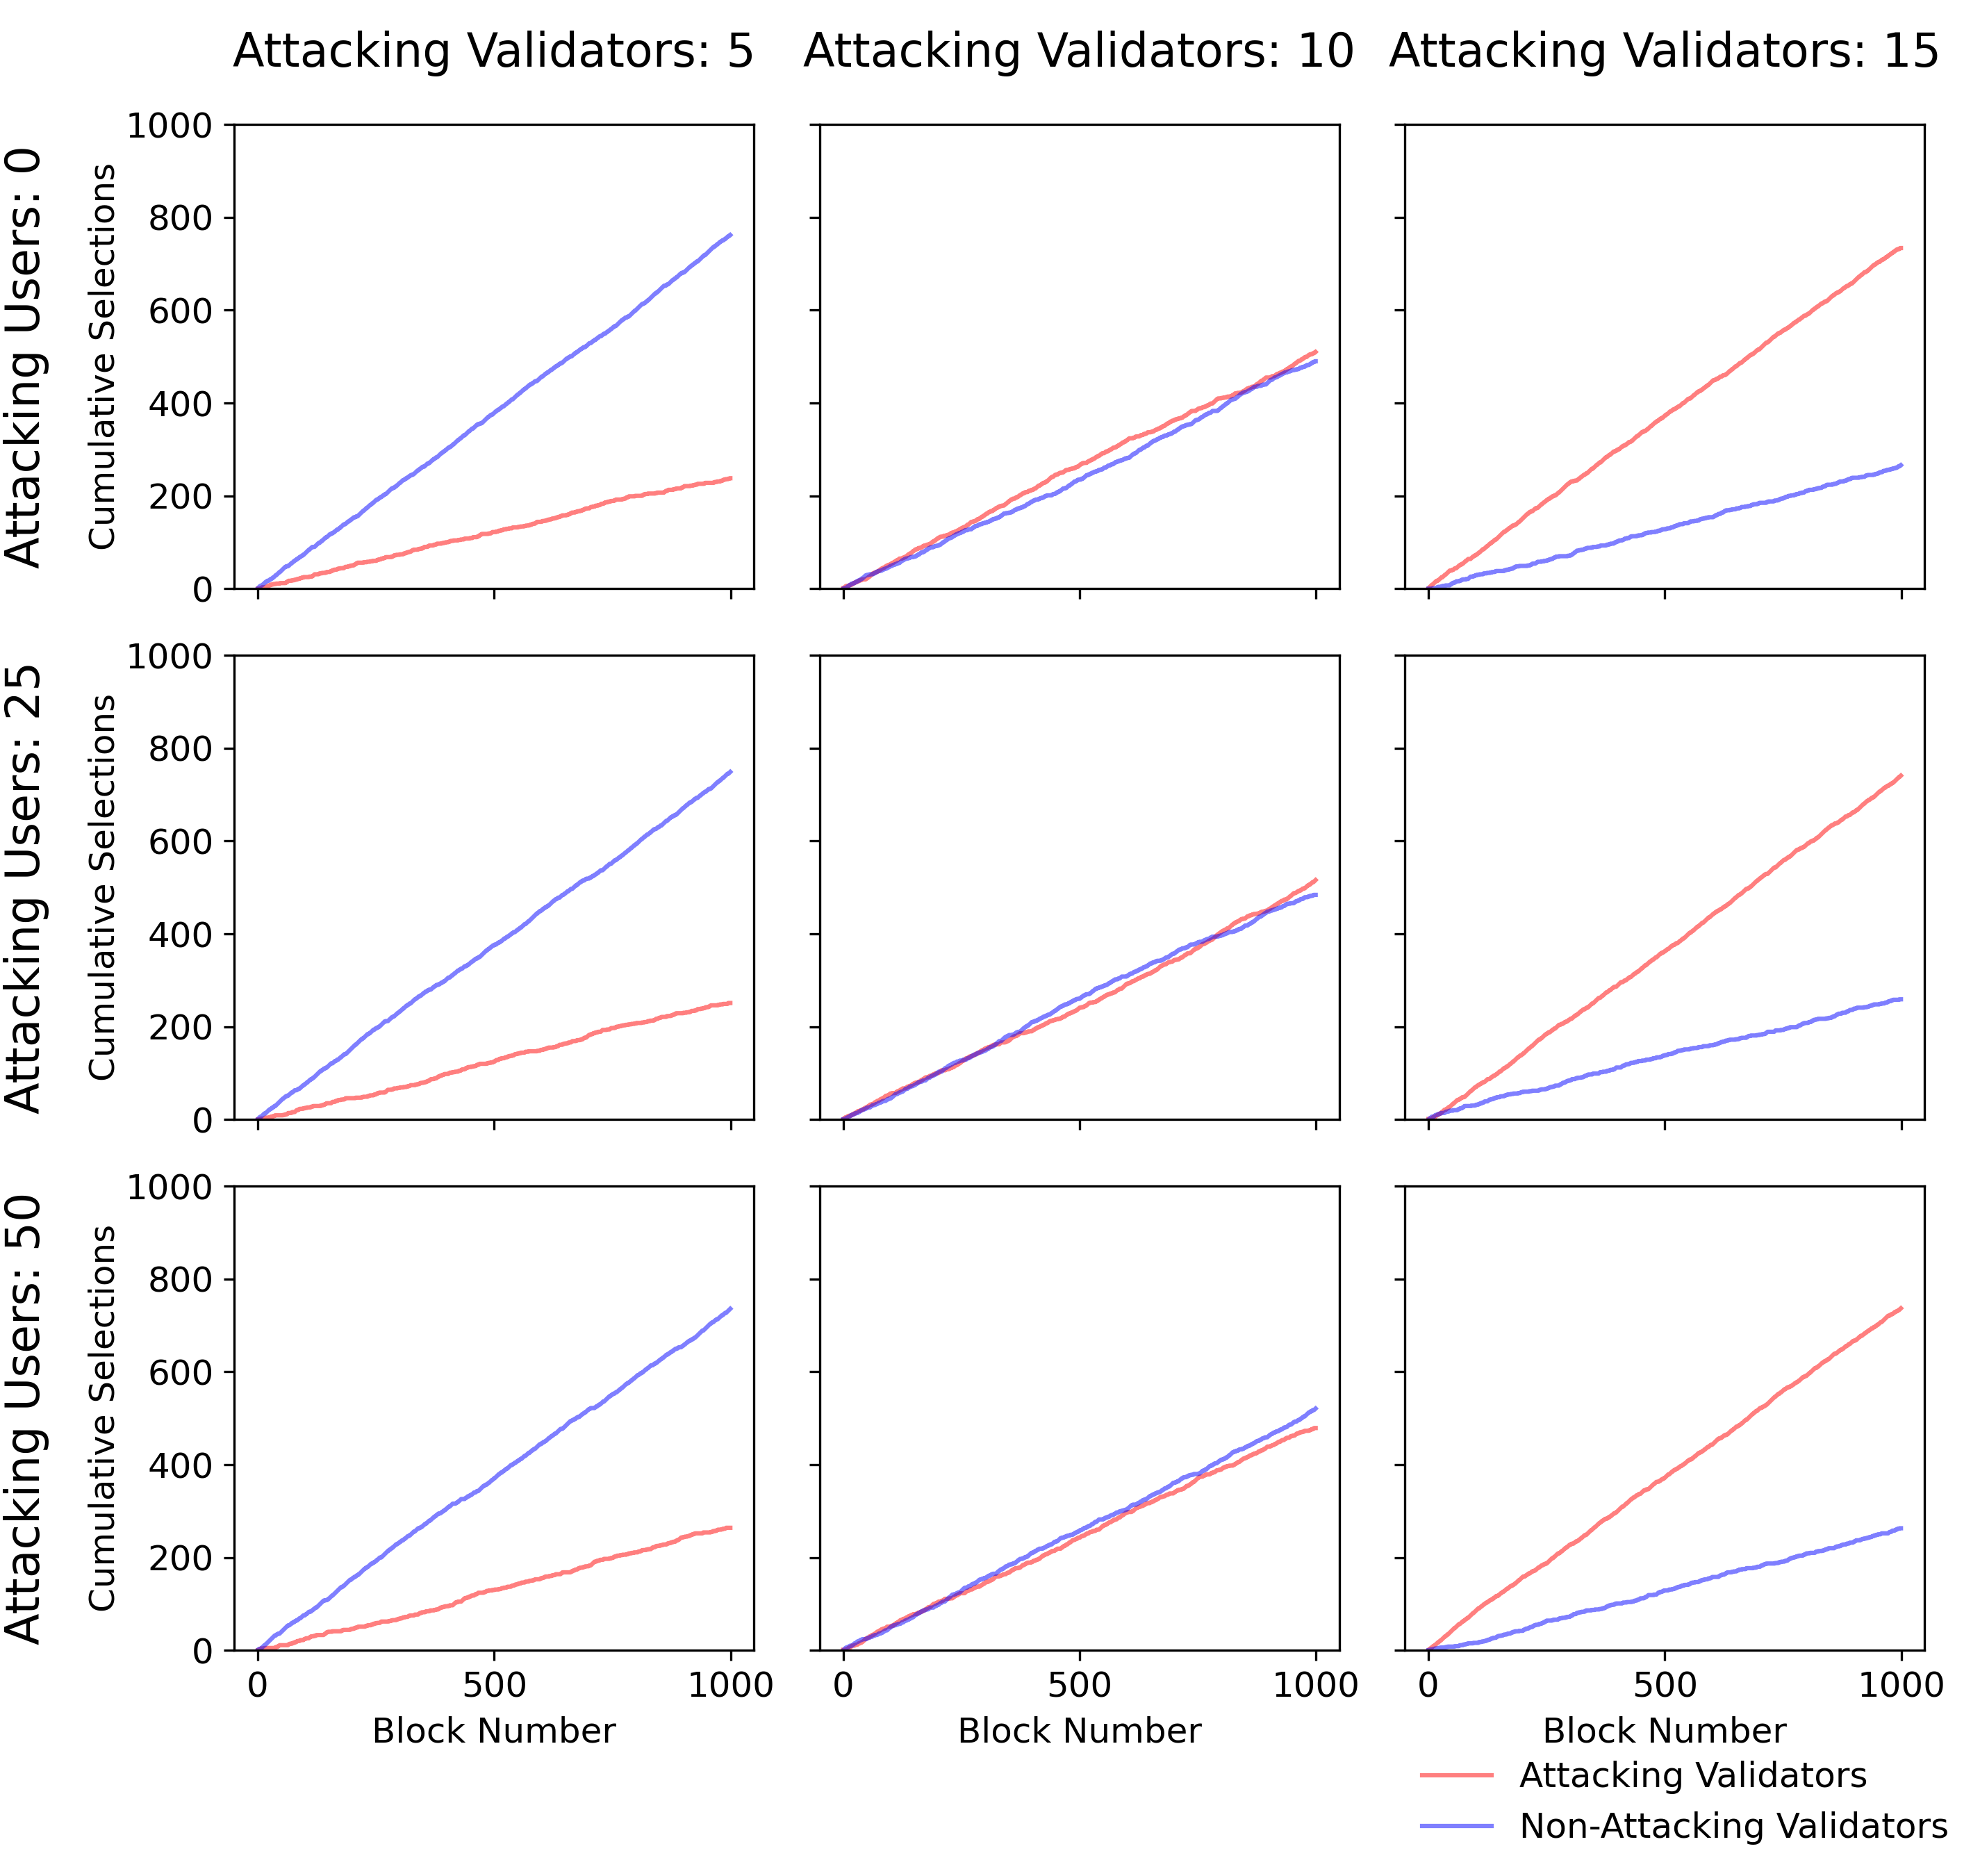 Attacking Validators: 5
Attacking Validators: 10
Attacking Validators: 15
Attacking Users: 0
Cumulative Selections
1000
800
600
400
200
0
Attacking Users: 25
Cumulative Selections
1000
800
600
400
200
0
Attacking Users: 50
Cumulative Selections
1000
800
600
400
200
0
0 500 1000
0 500 1000
0 500 1000
Block Number
Block Number
Block Number
Attacking Validators
Non-Attacking Validators